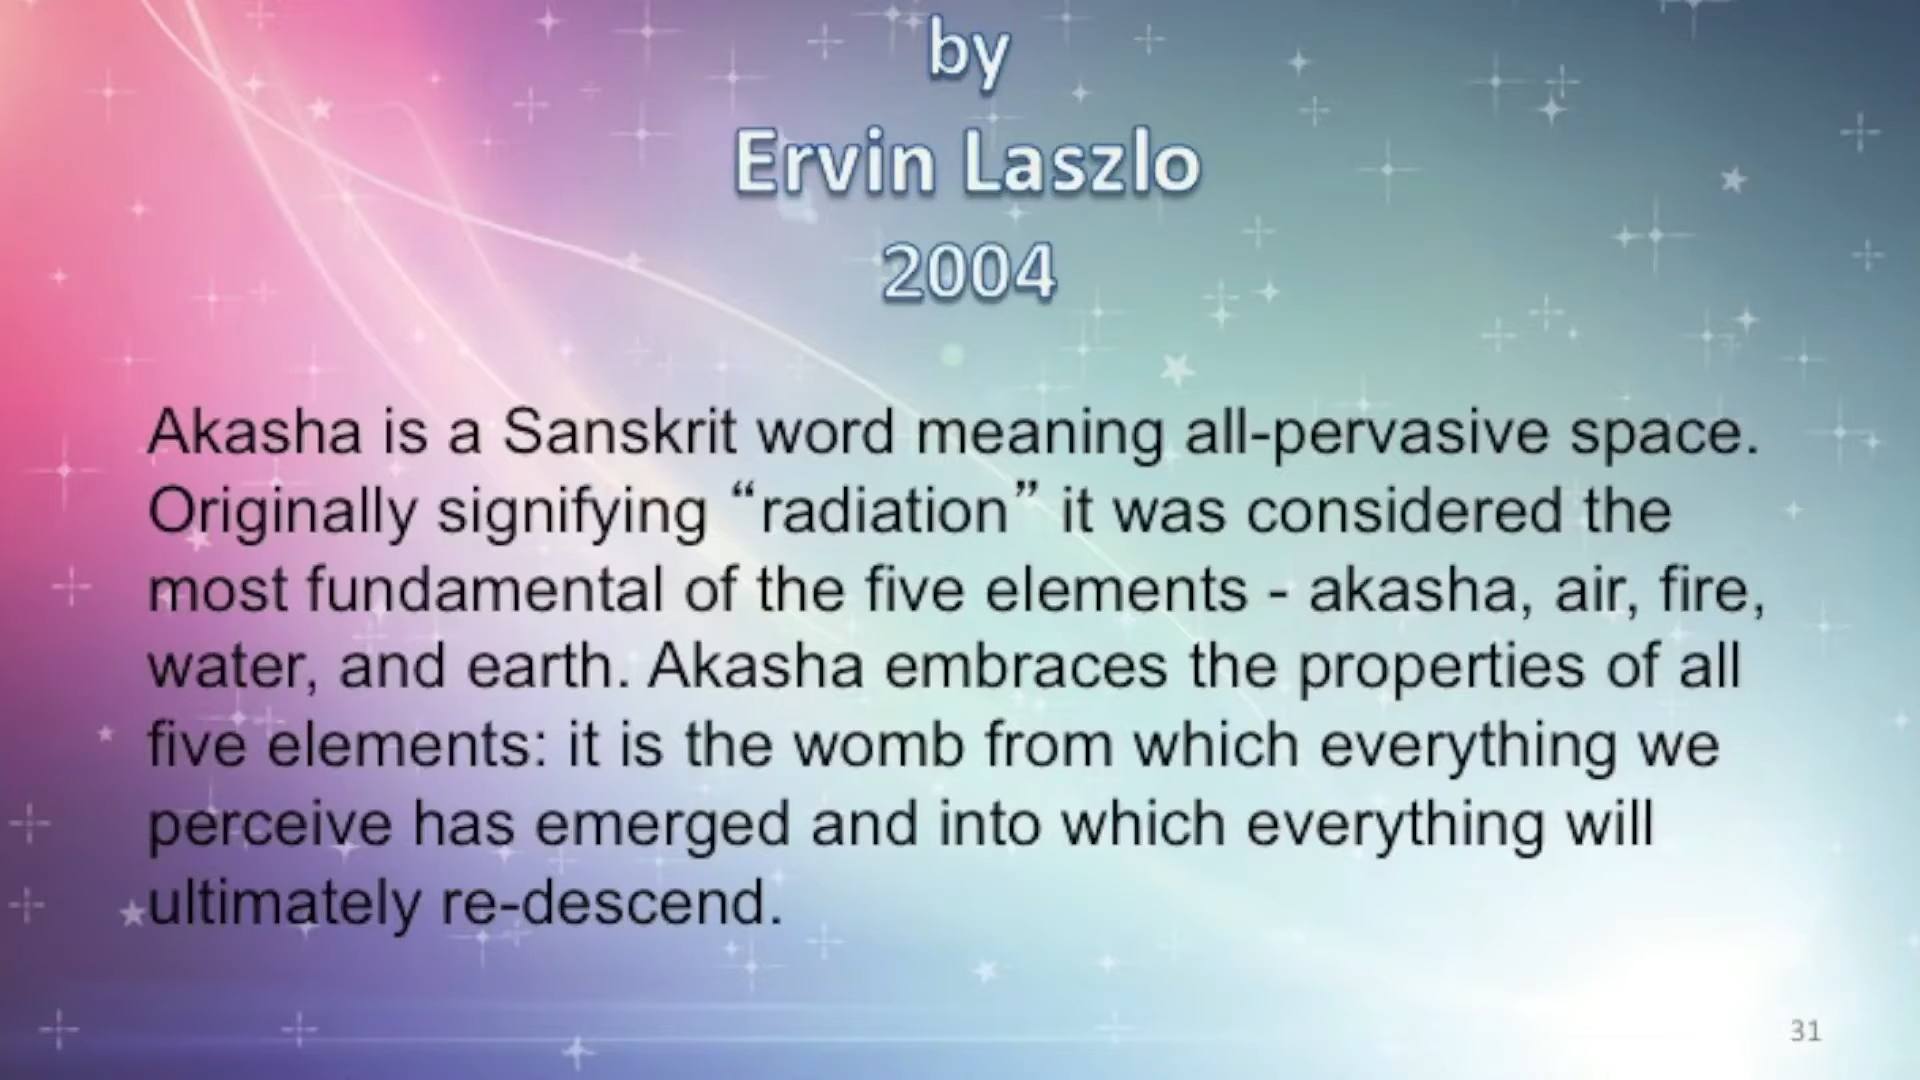 by
Ervin Laszlo
2004
Akasha is a Sanskrit word meaning all-pervasive space.
Originally signifying “radiation” it was considered the
most fundamental of the five elements - akasha, air, fire,
water, and earth. Akasha embraces the properties of all
five elements: it is the womb from which everything we
perceive has emerged and into which everything will
ultimately re-descend.
31